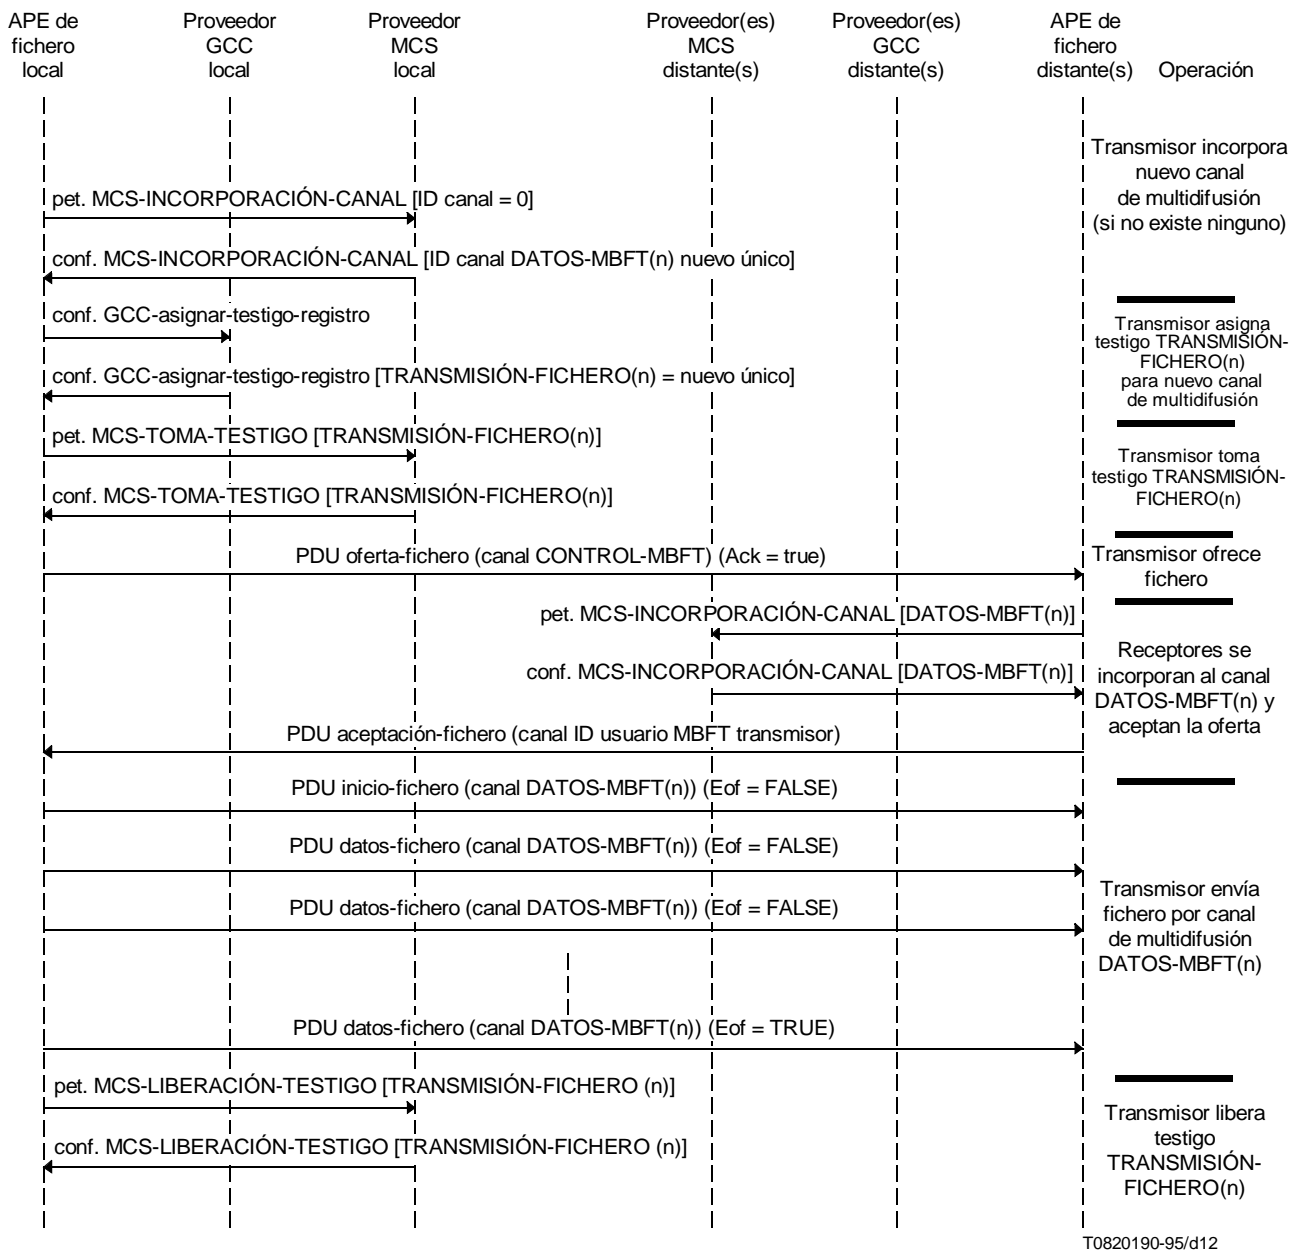 APE de fichero local
Proveedor GCC local
Proveedor MCS local
Proveedor(es) MCS distante(s)
Proveedor(es) GCC distante(s)
APE de fichero distante(s)
Operación
Transmisor incorpora
nuevo canal
de multidifusión
(si no existe ninguno)
pet. MCS-INCORPORACIÓN-CANAL [ID canal = 0]
conf. MCS-INCORPORACIÓN-CANAL [ID canal DATOS-MBFT(n) nuevo único]
conf. GCC-asignar-testigo-registro
Transmisor asigna
testigo TRANSMISIÓN-
FICHERO(n)
para nuevo canal
de multidifusión
conf. GCC-asignar-testigo-registro [TRANSMISIÓN-FICHERO(n) = nuevo único]
pet. MCS-TOMA-TESTIGO [TRANSMISIÓN-FICHERO(n)]
Transmisor toma
testigo TRANSMISIÓN-
FICHERO(n)
conf. MCS-TOMA-TESTIGO [TRANSMISIÓN-FICHERO(n)]
PDU oferta-fichero (canal CONTROL-MBFT) (Ack = true)
Transmisor ofrece
fichero
pet. MCS-INCORPORACIÓN-CANAL [DATOS-MBFT(n)]
conf. MCS-INCORPORACIÓN-CANAL [DATOS-MBFT(n)]
Receptores se
incorporan al canal
DATOS-MBFT(n) y
aceptan la oferta
PDU aceptación-fichero (canal ID usuario MBFT transmisor)
PDU inicio-fichero (canal DATOS-MBFT(n)) (Eof = FALSE)
PDU datos-fichero (canal DATOS-MBFT(n)) (Eof = FALSE)
PDU datos-fichero (canal DATOS-MBFT(n)) (Eof = FALSE)
Transmisor envía
fichero por canal
de multidifusión
DATOS-MBFT(n)
PDU datos-fichero (canal DATOS-MBFT(n)) (Eof = TRUE)
pet. MCS-LIBERACIÓN-TESTIGO [TRANSMISIÓN-FICHERO (n)]
conf. MCS-LIBERACIÓN-TESTIGO [TRANSMISIÓN-FICHERO (n)]
Transmisor libera
testigo
TRANSMISIÓN-
FICHERO(n)
T0820190-95/d12